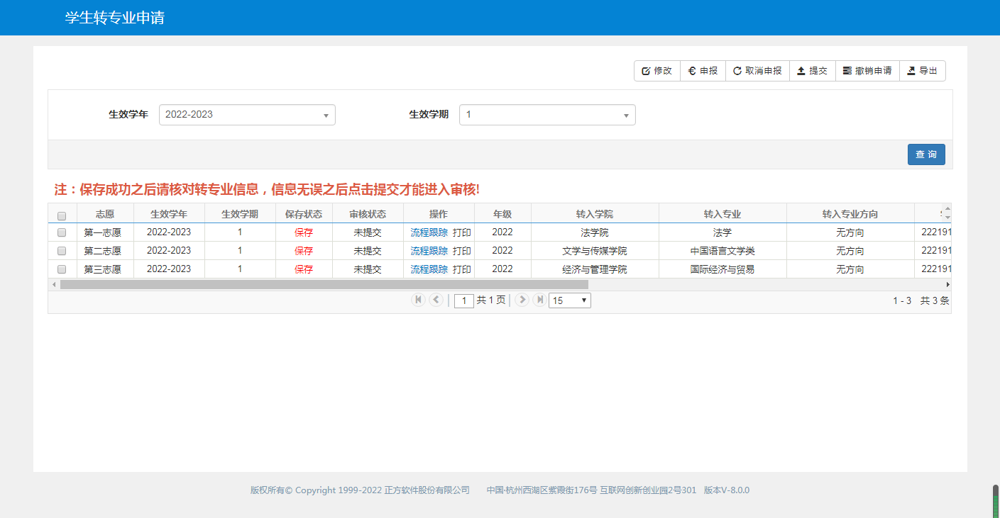 学生转专业申请
修改 申报 取消申报 提交 撤销申请 导出
生效学年 2022-2023 生效学期 1
查 询
注：保存成功之后请核对转专业信息，信息无误之后点击提交才能进入审核!
志愿 生效学年 生效学期 保存状态 审核状态 操作 年级 转入学院 转入专业 转入专业方向
第一志愿 2022-2023 1 保存 未提交 流程跟踪 打印 2022 法学院 法学 无方向 222191
第二志愿 2022-2023 1 保存 未提交 流程跟踪 打印 2022 文学与传媒学院 中国语言文学类 无方向 222191
第三志愿 2022-2023 1 保存 未提交 流程跟踪 打印 2022 经济与管理学院 国际经济与贸易 无方向 222191
1 共 1 页 15 1 - 3 共 3 条
版权所有© Copyright 1999-2022 正方软件股份有限公司 中国·杭州西湖区紫霞街176号 互联网创新创业园2号301 版本V-8.0.0